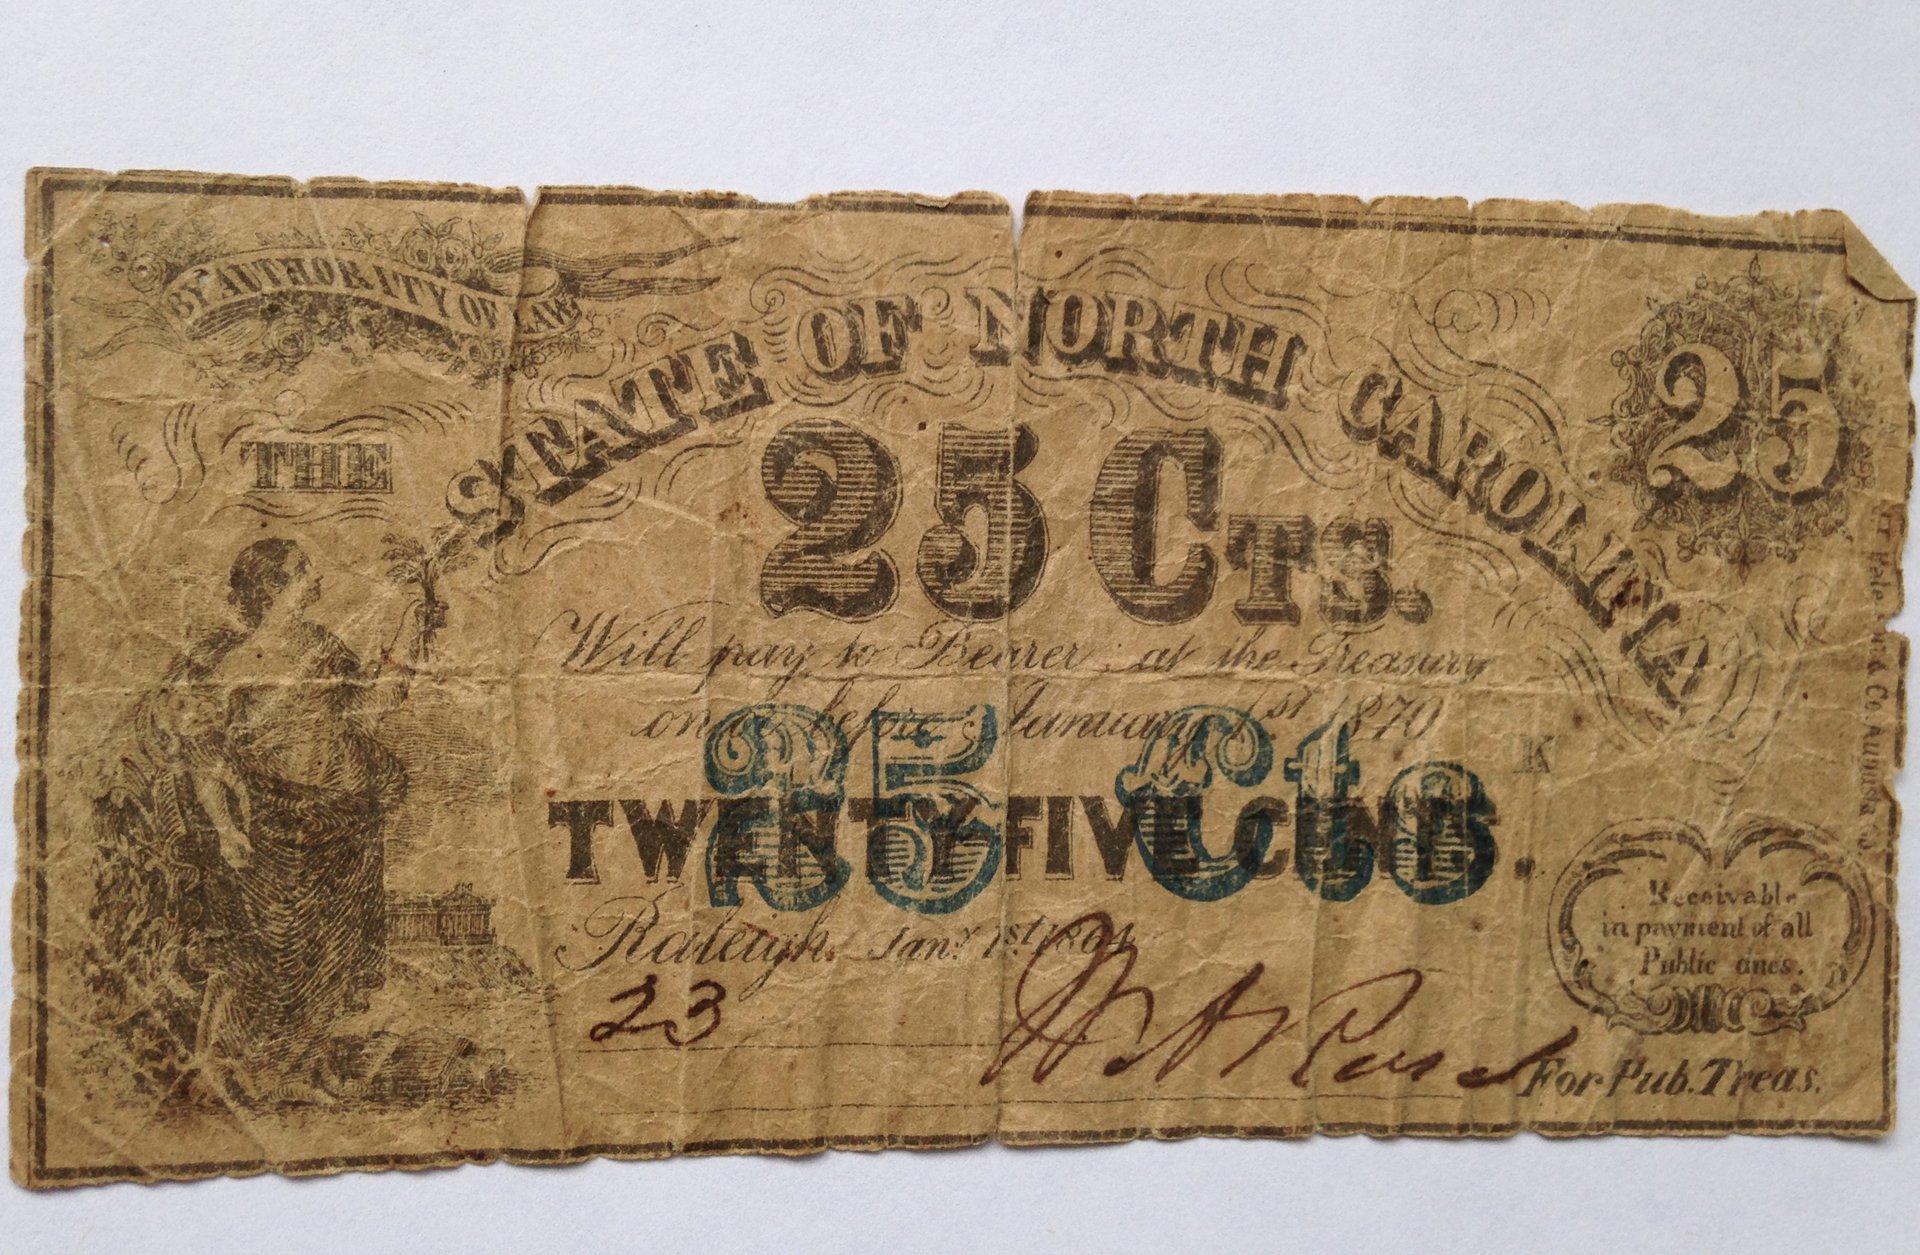 BY AUTHORITY OF LAW
THE
STATE OF NORTH CAROLINA
25
25 CTS.
Will pay to Bearer, at the Treasury
on or before January 1st 1870
K
25 Cts
TWENTY FIVE CENTS.
Raleigh, Jany. 1st 1864
23
Receivable
in payment of all
Public dues.
For Pub. Treas.
& Co. Augusta